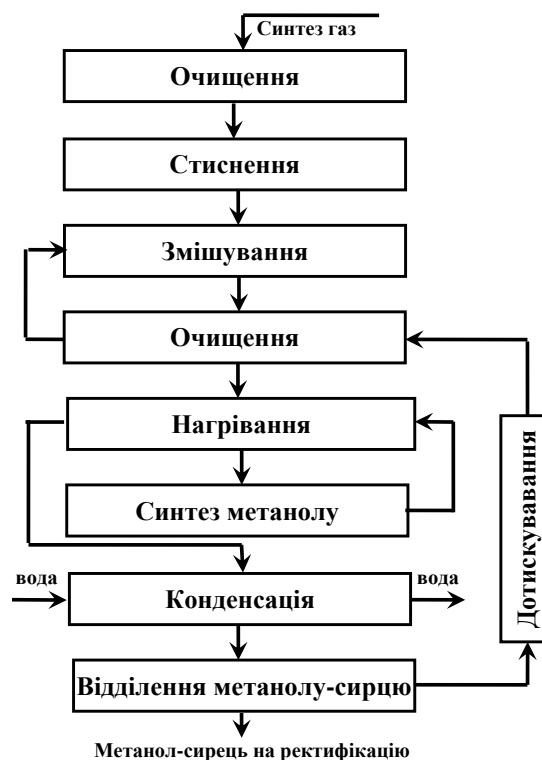 Синтез газ
Очищення
Стиснення
Змішування
Очищення
Нагрівання
Синтез метанолу
вода
Конденсація
вода
Дотискувавання
Відділення метанолу-сирцю
Метанол-сирець на ректифікацію